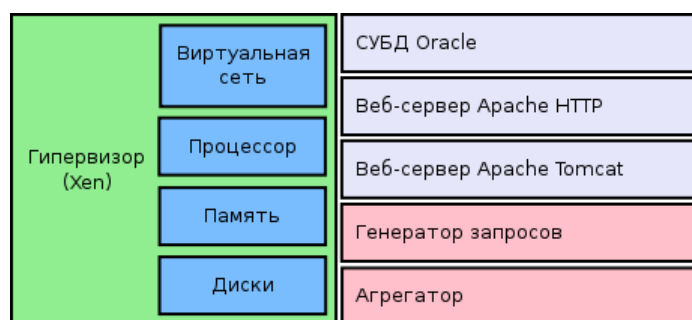 Гипервизор
(Xen)
Виртуальная
сеть
Процессор
Память
Диски
СУБД Oracle
Веб-сервер Apache HTTP
Веб-сервер Apache Tomcat
Генератор запросов
Агрегатор